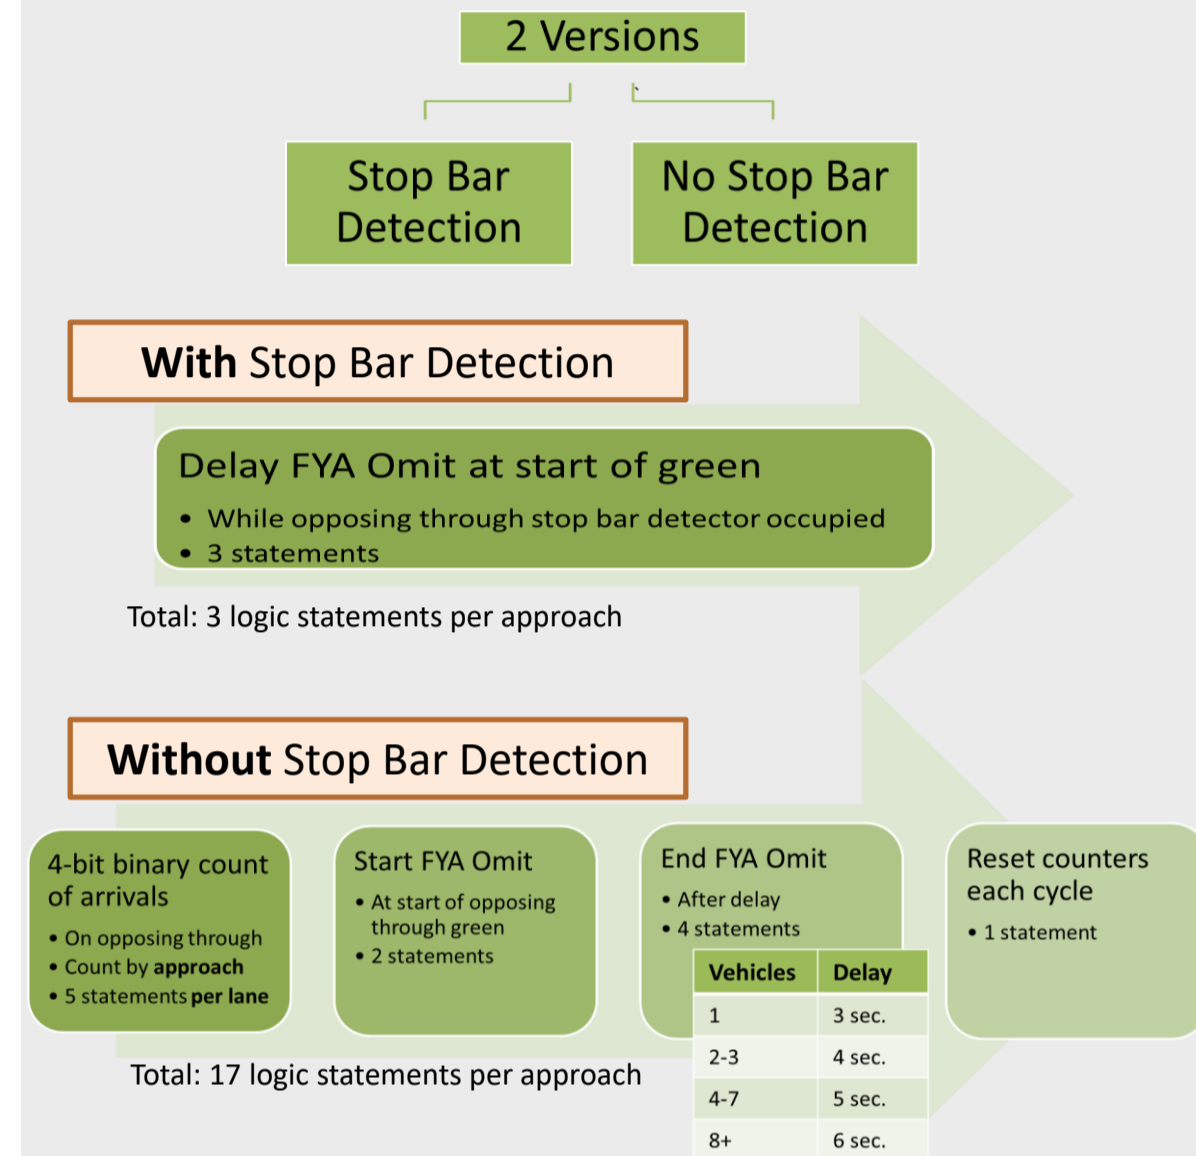 2 Versions
Stop Bar
Detection
No Stop Bar
Detection
With Stop Bar Detection
Delay FYA Omit at start of green
• While opposing through stop bar detector occupied
• 3 statements
Total: 3 logic statements per approach
Without Stop Bar Detection
4-bit binary count
of arrivals
• On opposing through
• Count by approach
• 5 statements per lane
Start FYA Omit
• At start of opposing
through green
• 2 statements
End FYA Omit
• After delay
• 4 statements
Vehicles Delay
1 3 sec.
2-3 4 sec.
4-7 5 sec.
8+ 6 sec.
Reset counters
each cycle
• 1 statement
Total: 17 logic statements per approach